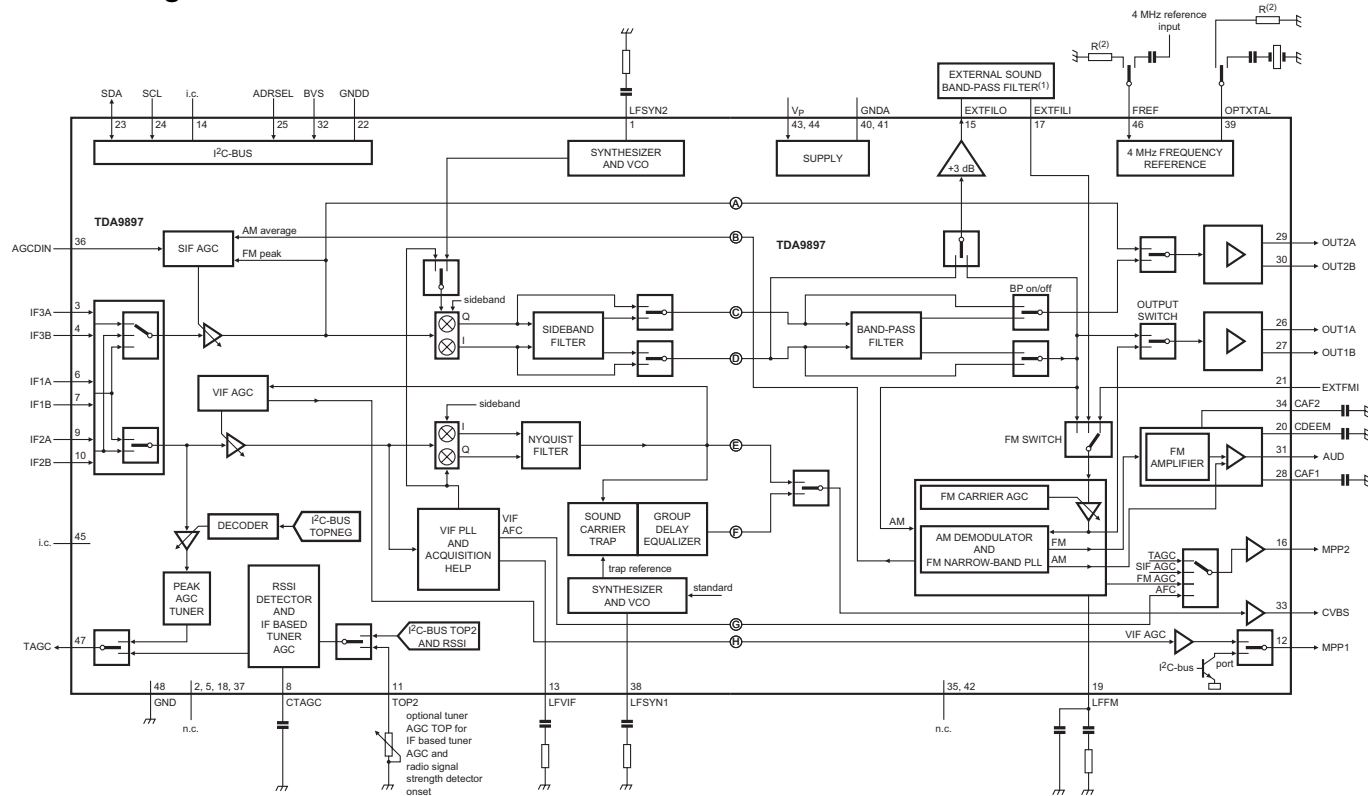 R(2)
4 MHz reference
input
R(2)
EXTERNAL SOUND
BAND-PASS FILTER(1)
SDA
SCL
i.c.
ADRSEL
BVS
GNDD
LFSYN2
VP
GNDA
EXTFILO
EXTFILI
FREF
OPTXTAL
23
24
14
25
32
22
1
43, 44
40, 41
15
17
46
39
I2C-BUS
SYNTHESIZER
AND VCO
SUPPLY
+3 dB
4 MHz FREQUENCY
REFERENCE
TDA9897
A
AM average
B
TDA9897
AGCDIN
36
SIF AGC
FM peak
29
OUT2A
30
OUT2B
sideband
BP on/off
IF3A
3
IF3B
4
Q
I
SIDEBAND
FILTER
C
D
BAND-PASS
FILTER
OUTPUT
SWITCH
26
OUT1A
27
OUT1B
IF1A
6
IF1B
7
VIF AGC
21
EXTFMI
sideband
34
CAF2
IF2A
9
IF2B
10
I
Q
NYQUIST
FILTER
E
FM SWITCH
FM
AMPLIFIER
20
CDEEM
31
AUD
28
CAF1
FM CARRIER AGC
DECODER
I2C-BUS
TOPNEG
i.c.
45
VIF PLL
AND
ACQUISITION
HELP
VIF
AFC
SOUND
CARRIER
TRAP
GROUP
DELAY
EQUALIZER
F
AM
AM DEMODULATOR
AND
FM NARROW-BAND PLL
FM
AM
TAGC
SIF AGC
FM AGC
AFC
16
MPP2
PEAK
AGC
TUNER
RSSI
DETECTOR
AND
IF BASED
TUNER
AGC
trap reference
SYNTHESIZER
AND VCO
standard
33
CVBS
G
TAGC
47
I2C-BUS TOP2
AND RSSI
H
VIF AGC
I2C-bus
port
12
MPP1
48
GND
2, 5, 18, 37
n.c.
8
CTAGC
11
TOP2
13
LFVIF
38
LFSYN1
35, 42
n.c.
19
LFFM
optional tuner
AGC TOP for
IF based tuner
AGC and
radio signal
strength detector
onset